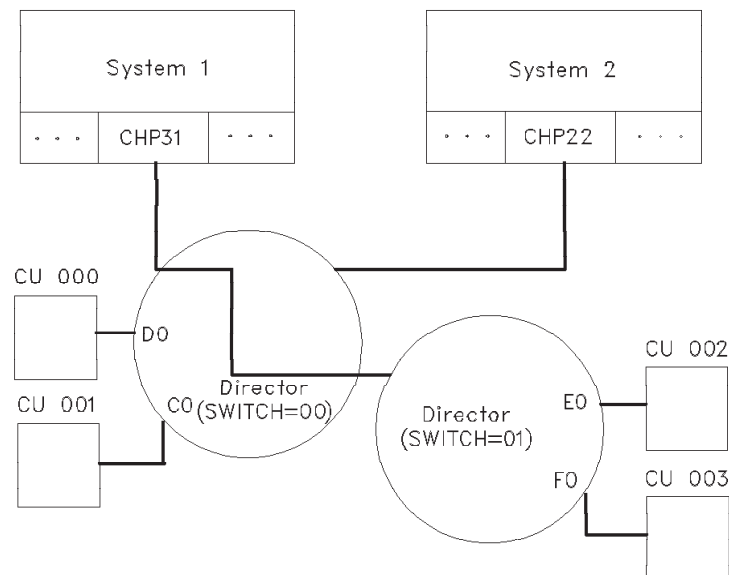 System 1
System 2
. . . CHP31 . . .
. . . CHP22 . . .
CU 000
D0
CU 001
C0
Director
(SWITCH=00)
CU 002
E0
Director
(SWITCH=01)
F0
CU 003